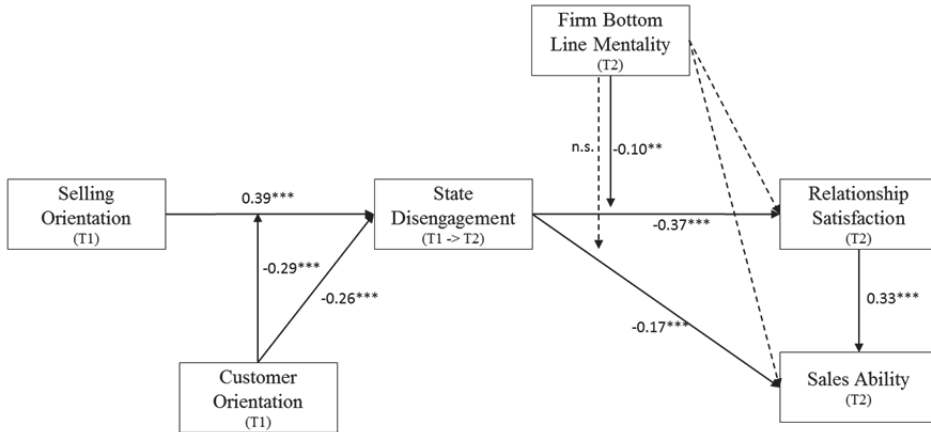 Firm Bottom
Line Mentality
(T2)
n.s.
-0.10**
Selling
Orientation
(T1)
0.39***
State
Disengagement
(T1 -> T2)
-0.37***
Relationship
Satisfaction
(T2)
-0.29***
-0.26***
-0.17***
0.33***
Customer
Orientation
(T1)
Sales Ability
(T2)